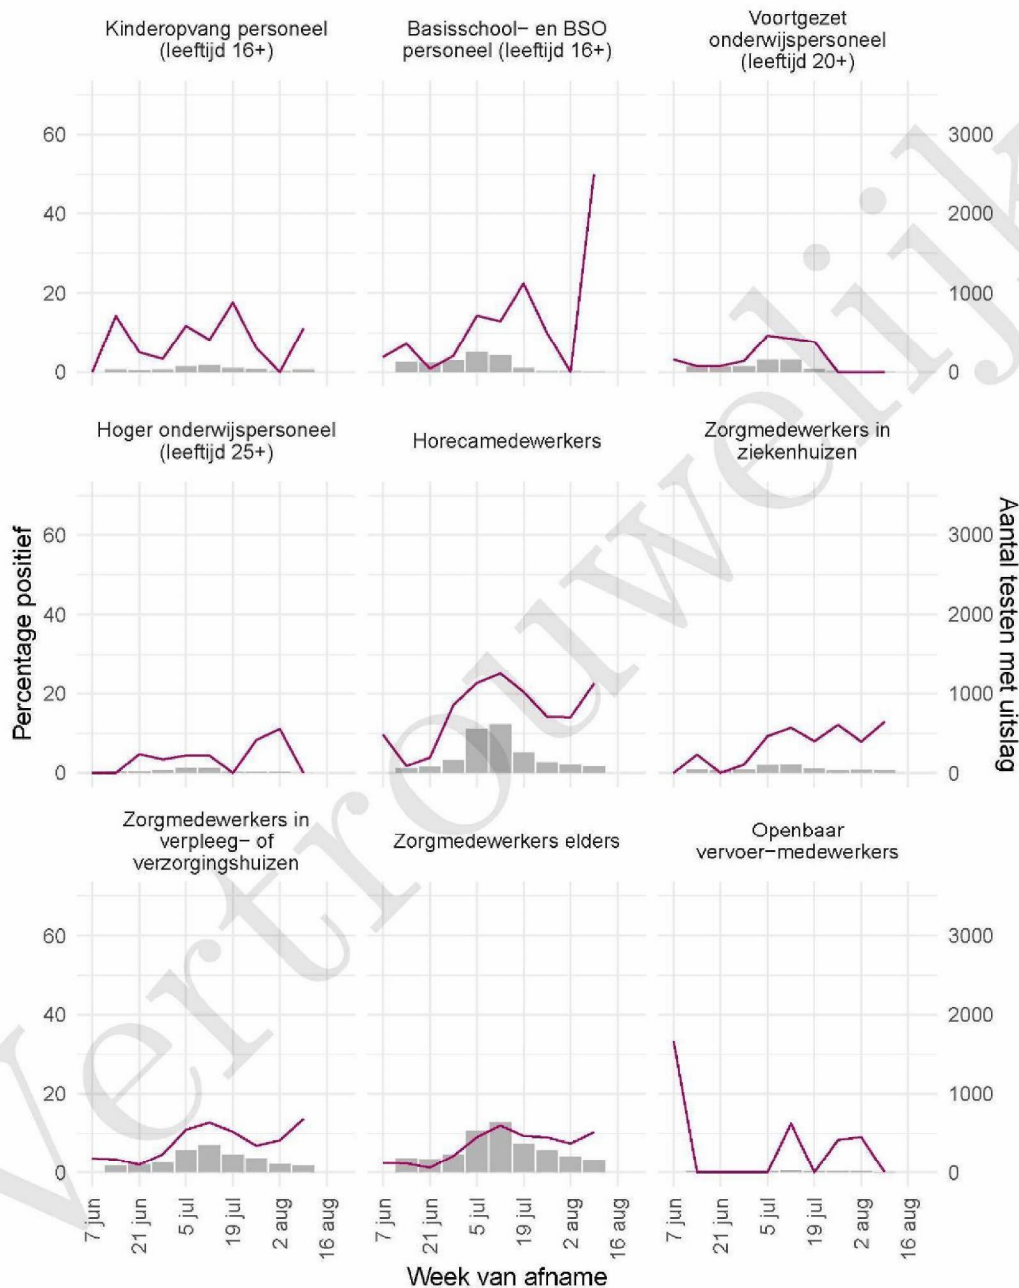 Kinderopvang personeel
(leeftijd 16+)
Basisschool− en BSO
personeel (leeftijd 16+)
Voortgezet
onderwijspersoneel
(leeftijd 20+)
60
40
20
0
3000
2000
1000
0
Hoger onderwijspersoneel
(leeftijd 25+)
Horecamedewerkers
Zorgmedewerkers in
ziekenhuizen
60
40
20
0
3000
2000
1000
0
Percentage positief
Aantal testen met uitslag
Zorgmedewerkers in
verpleeg− of
verzorgingshuizen
Zorgmedewerkers elders
Openbaar
vervoer−medewerkers
60
40
20
0
3000
2000
1000
0
7 jun
21 jun
5 jul
19 jul
2 aug
16 aug
7 jun
21 jun
5 jul
19 jul
2 aug
16 aug
7 jun
21 jun
5 jul
19 jul
2 aug
16 aug
Week van afname
Vertrouwelijk